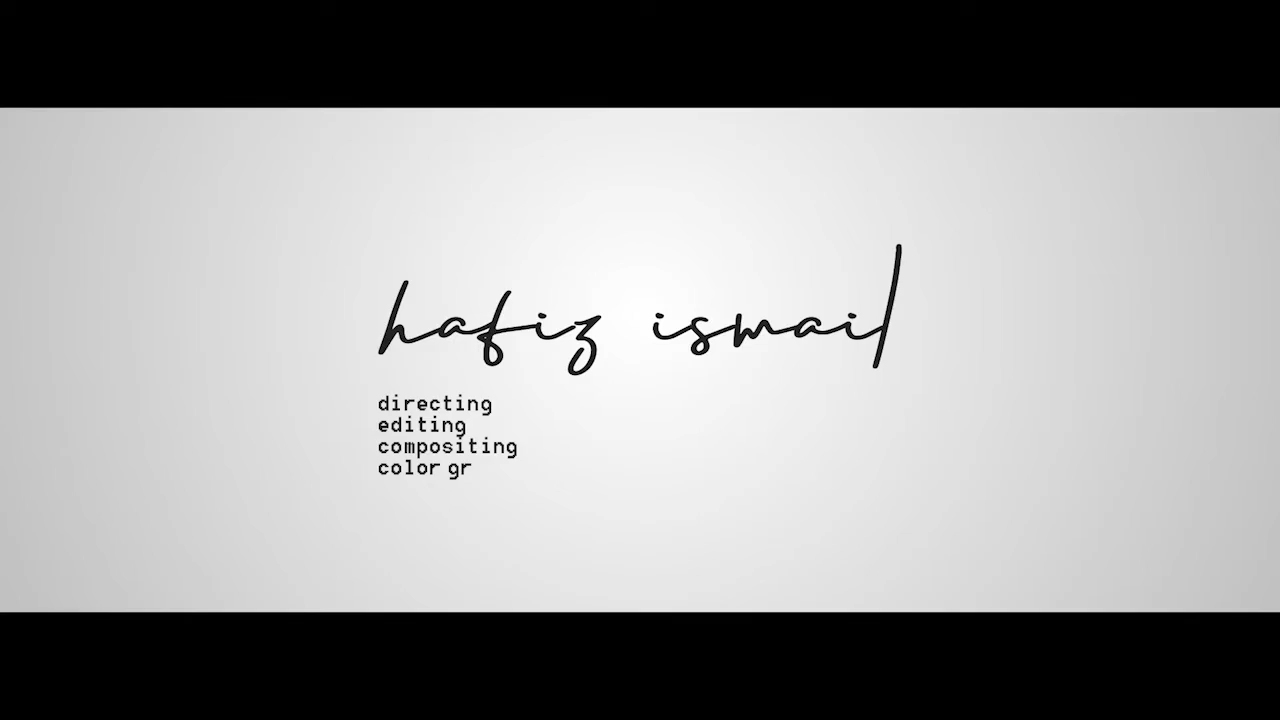 hafiz ismail
directing
editing
compositing
color gr